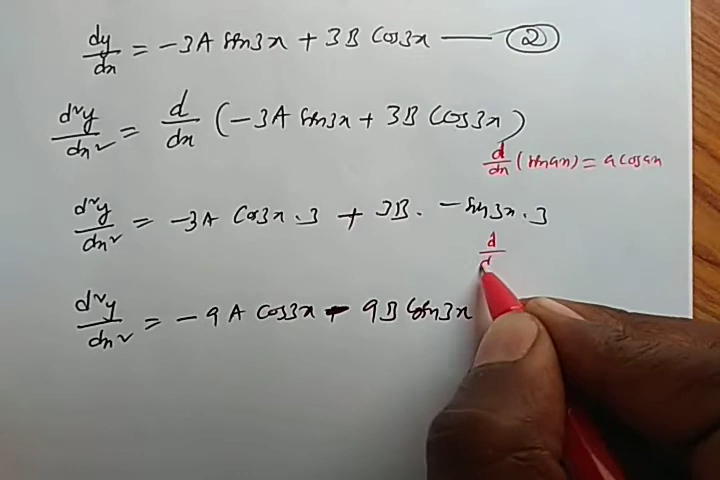 dy/dx = -3A sin3x + 3B Cos3x — ②
d²y/dx² = d/dx (-3A sin3x + 3B Cos3x)
d/dx (sin ax) = a cos ax
d²y/dx² = -3A Cos3x . 3 + 3B . -sin3x . 3
d/d
d²y/dx² = -9A cos3x - 9B sin3x